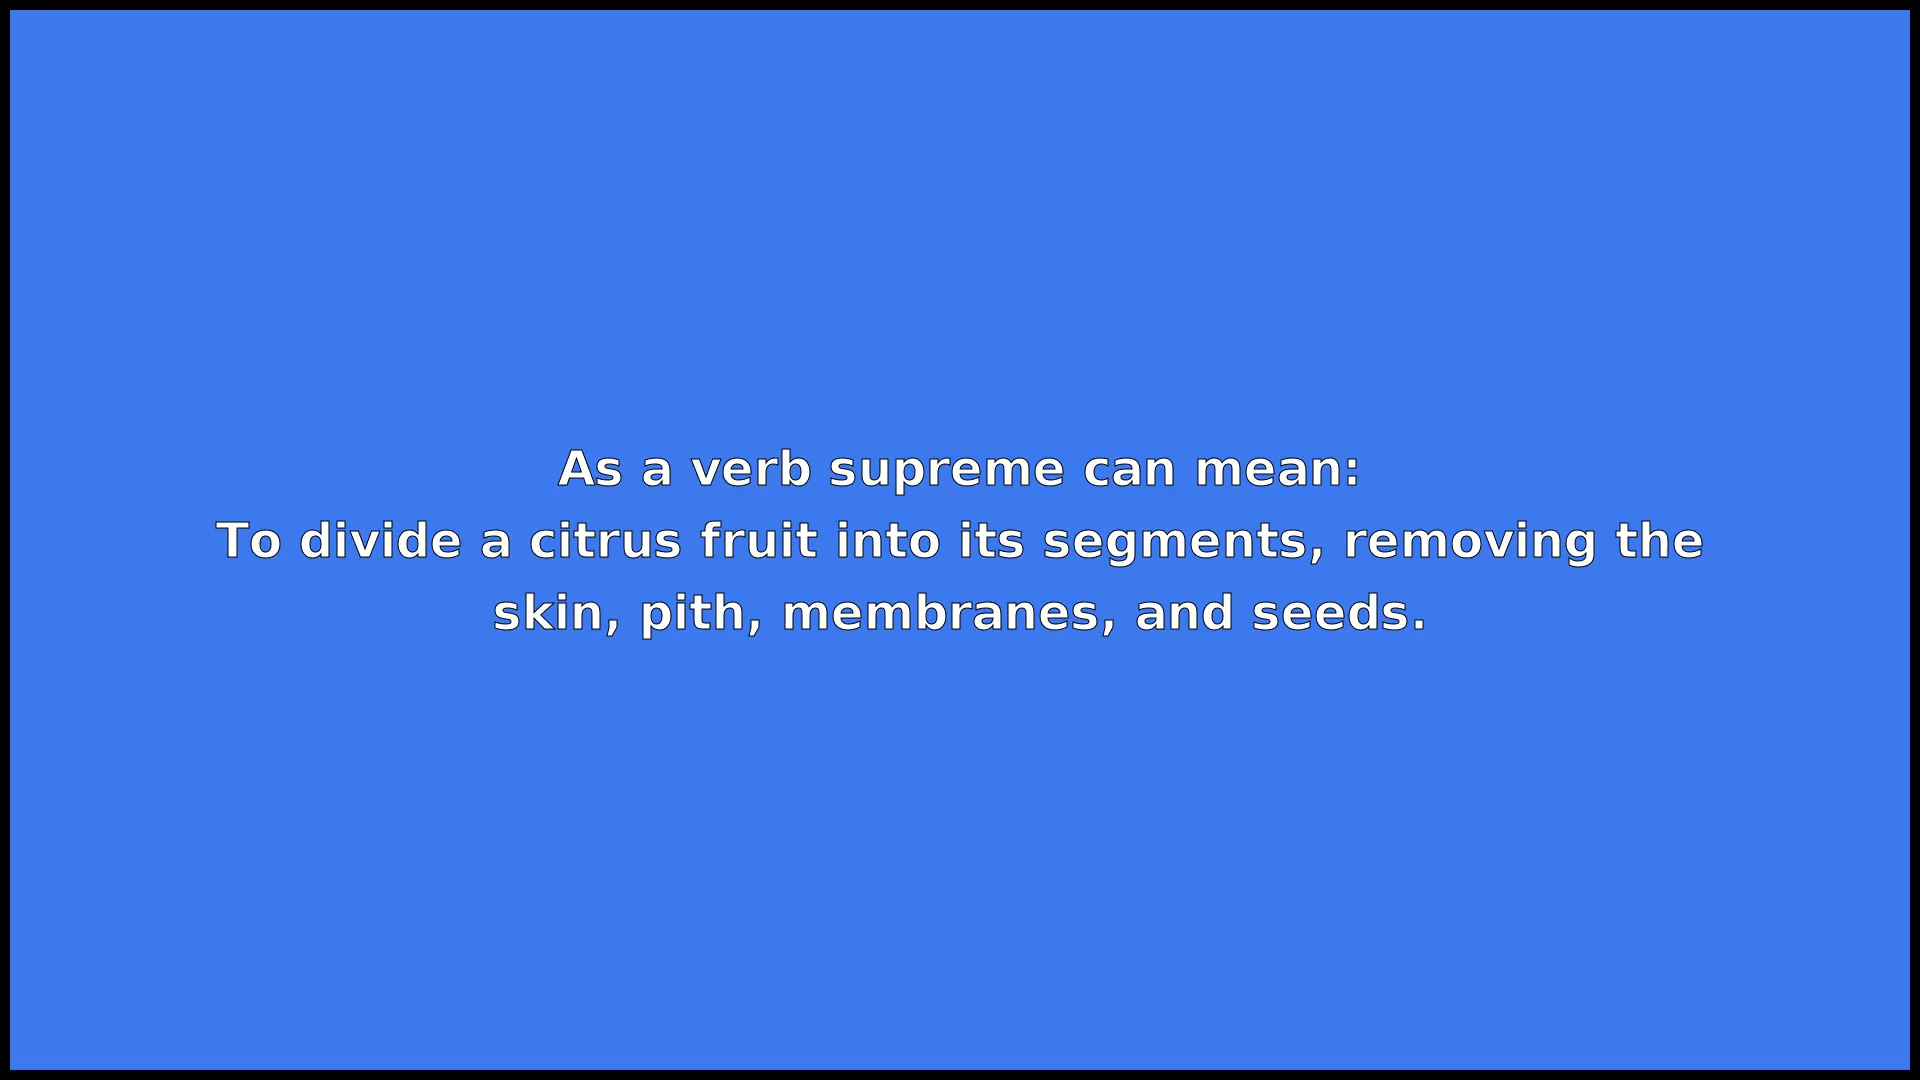 As a verb supreme can mean:
To divide a citrus fruit into its segments, removing the
skin, pith, membranes, and seeds.